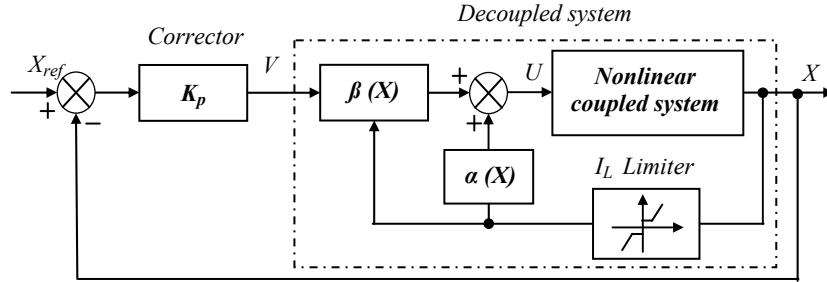 Decoupled system
Corrector
X_ref
V
U
X
K_p
β (X)
Nonlinear
coupled system
+
−
+
+
α (X)
I_L Limiter